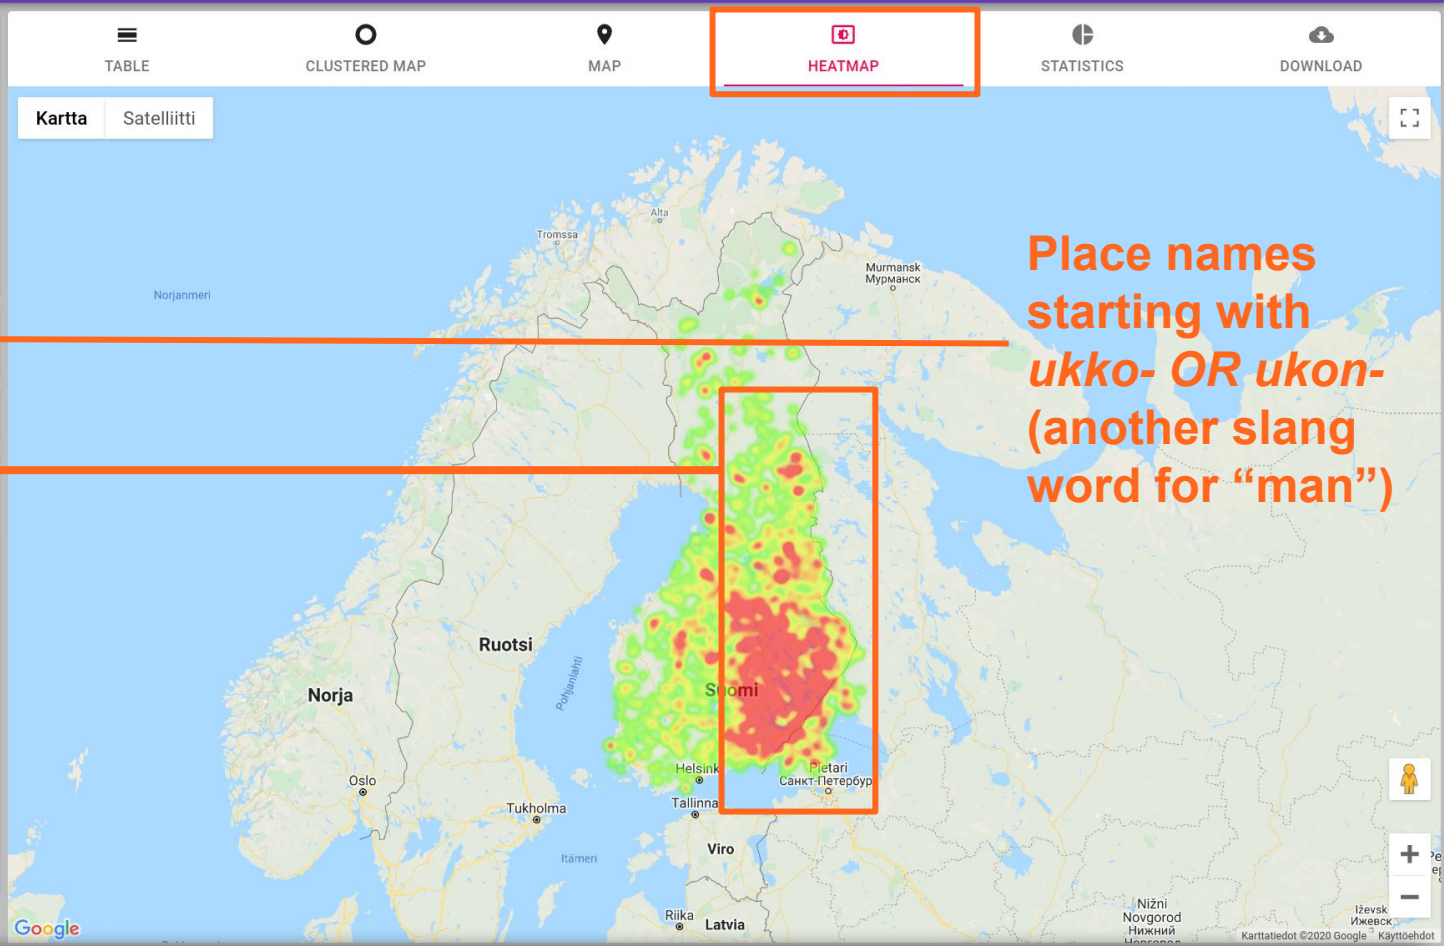 TABLE
CLUSTERED MAP
MAP
HEATMAP
STATISTICS
DOWNLOAD
Kartta Satelliitti
Alta
Tromssa
Norjanmeri
Murmansk
Мурманск
Place names
starting with
ukko- OR ukon-
(another slang
word for “man”)
Ruotsi
Norja
Pohjanlahti
Suomi
Oslo
Helsink
Pietari
Санкт-Петербур
Tukholma
Tallinna
Itämeri
Viro
Riika
Latvia
Nižni
Novgorod
Нижний
Iževsk
Ижевск
Google
Karttatiedot ©2020 Google
Käyttöehdot